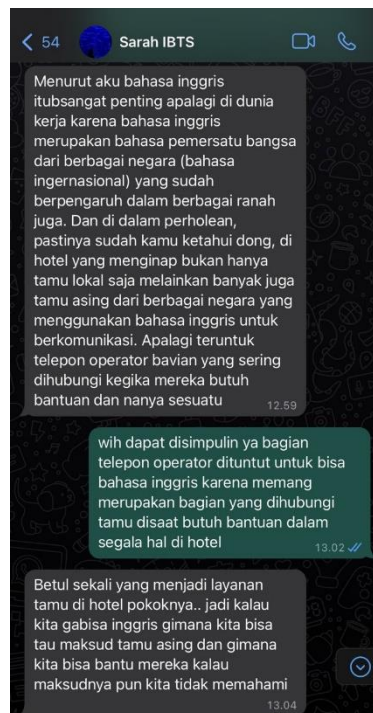 54
Sarah IBTS
Menurut aku bahasa inggris
itubsangat penting apalagi di dunia
kerja karena bahasa inggris
merupakan bahasa pemersatu bangsa
dari berbagai negara (bahasa
ingernasional) yang sudah
berpengaruh dalam berbagai ranah
juga. Dan di dalam perholean,
pastinya sudah kamu ketahui dong, di
hotel yang menginap bukan hanya
tamu lokal saja melainkan banyak juga
tamu asing dari berbagai negara yang
menggunakan bahasa inggris untuk
berkomunikasi. Apalagi teruntuk
telepon operator bavian yang sering
dihubungi kegika mereka butuh
bantuan dan nanya sesuatu
12.59
wih dapat disimpulin ya bagian
telepon operator dituntut untuk bisa
bahasa inggris karena memang
merupakan bagian yang dihubungi
tamu disaat butuh bantuan dalam
segala hal di hotel
13.02
Betul sekali yang menjadi layanan
tamu di hotel pokoknya.. jadi kalau
kita gabisa inggris gimana kita bisa
tau maksud tamu asing dan gimana
kita bisa bantu mereka kalau
maksudnya pun kita tidak memahami
13.04